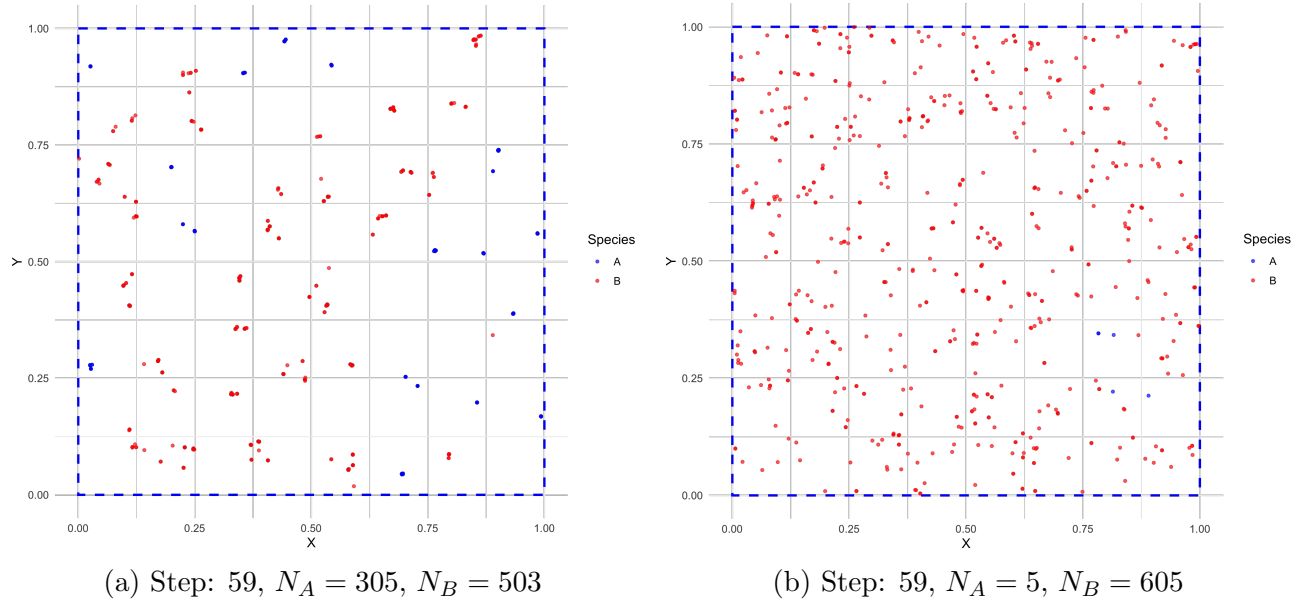 1.00
0.75
0.50
0.25
0.00
Y
0.00 0.25 0.50 0.75 1.00
X
Species
A
B
(a) Step: 59, N_A = 305, N_B = 503
1.00
0.75
0.50
0.25
0.00
Y
0.00 0.25 0.50 0.75 1.00
X
Species
A
B
(b) Step: 59, N_A = 5, N_B = 605